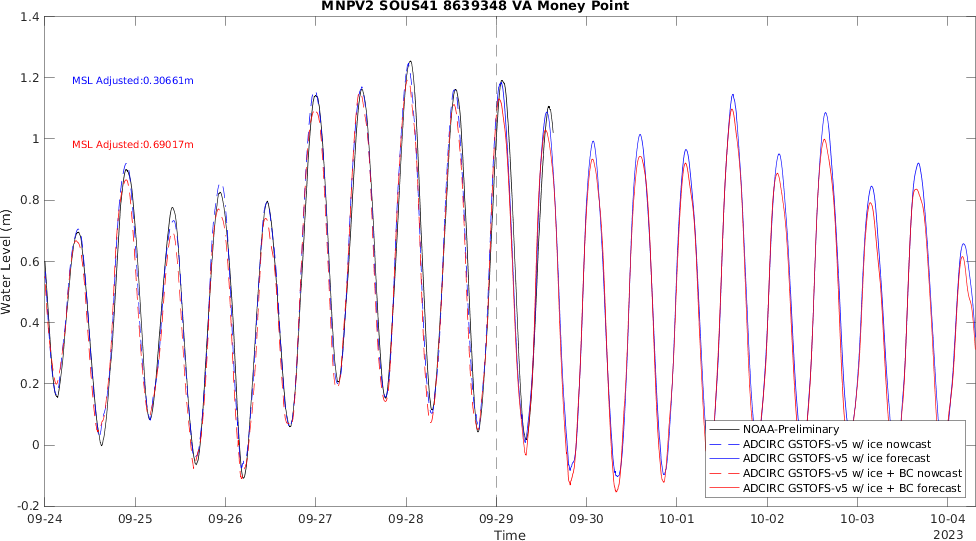 MNPV2 SOUS41 8639348 VA Money Point
1.4
1.2
1
0.8
0.6
0.4
0.2
0
-0.2
Water Level (m)
MSL Adjusted:0.30661m
MSL Adjusted:0.69017m
NOAA-Preliminary
ADCIRC GSTOFS-v5 w/ ice nowcast
ADCIRC GSTOFS-v5 w/ ice forecast
ADCIRC GSTOFS-v5 w/ ice + BC nowcast
ADCIRC GSTOFS-v5 w/ ice + BC forecast
09-24 09-25 09-26 09-27 09-28 09-29 09-30 10-01 10-02 10-03 10-04
Time
2023